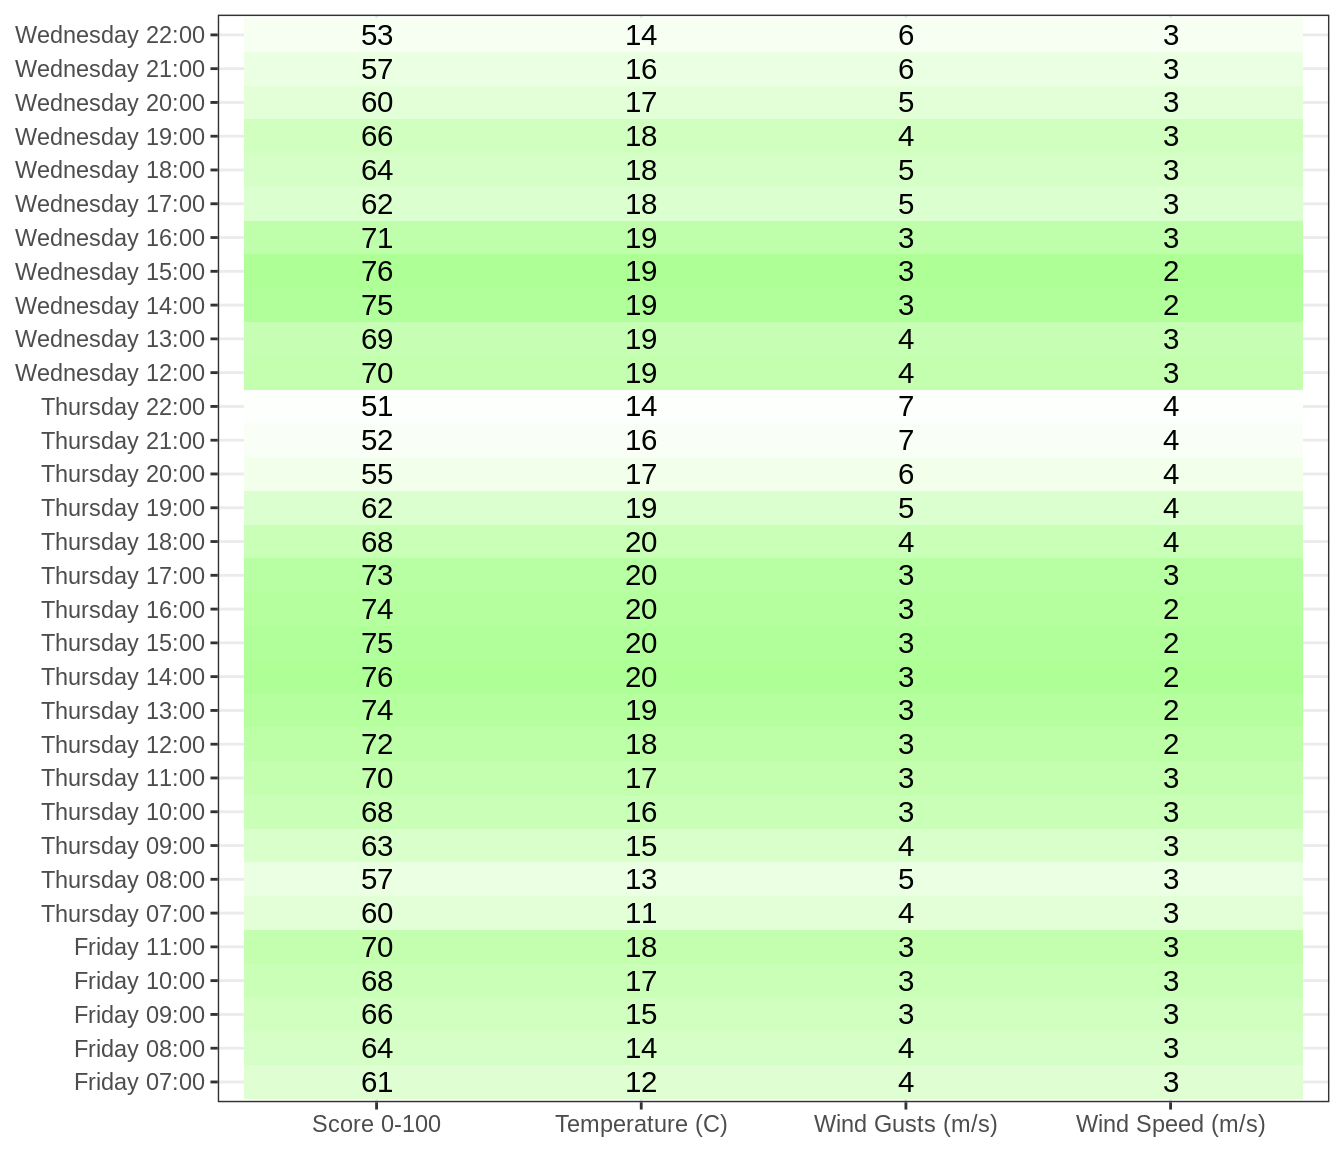 Wednesday 22:00 53 14 6 3
Wednesday 21:00 57 16 6 3
Wednesday 20:00 60 17 5 3
Wednesday 19:00 66 18 4 3
Wednesday 18:00 64 18 5 3
Wednesday 17:00 62 18 5 3
Wednesday 16:00 71 19 3 3
Wednesday 15:00 76 19 3 2
Wednesday 14:00 75 19 3 2
Wednesday 13:00 69 19 4 3
Wednesday 12:00 70 19 4 3
Thursday 22:00 51 14 7 4
Thursday 21:00 52 16 7 4
Thursday 20:00 55 17 6 4
Thursday 19:00 62 19 5 4
Thursday 18:00 68 20 4 4
Thursday 17:00 73 20 3 3
Thursday 16:00 74 20 3 2
Thursday 15:00 75 20 3 2
Thursday 14:00 76 20 3 2
Thursday 13:00 74 19 3 2
Thursday 12:00 72 18 3 2
Thursday 11:00 70 17 3 3
Thursday 10:00 68 16 3 3
Thursday 09:00 63 15 4 3
Thursday 08:00 57 13 5 3
Thursday 07:00 60 11 4 3
Friday 11:00 70 18 3 3
Friday 10:00 68 17 3 3
Friday 09:00 66 15 3 3
Friday 08:00 64 14 4 3
Friday 07:00 61 12 4 3
Score 0-100 Temperature (C) Wind Gusts (m/s) Wind Speed (m/s)